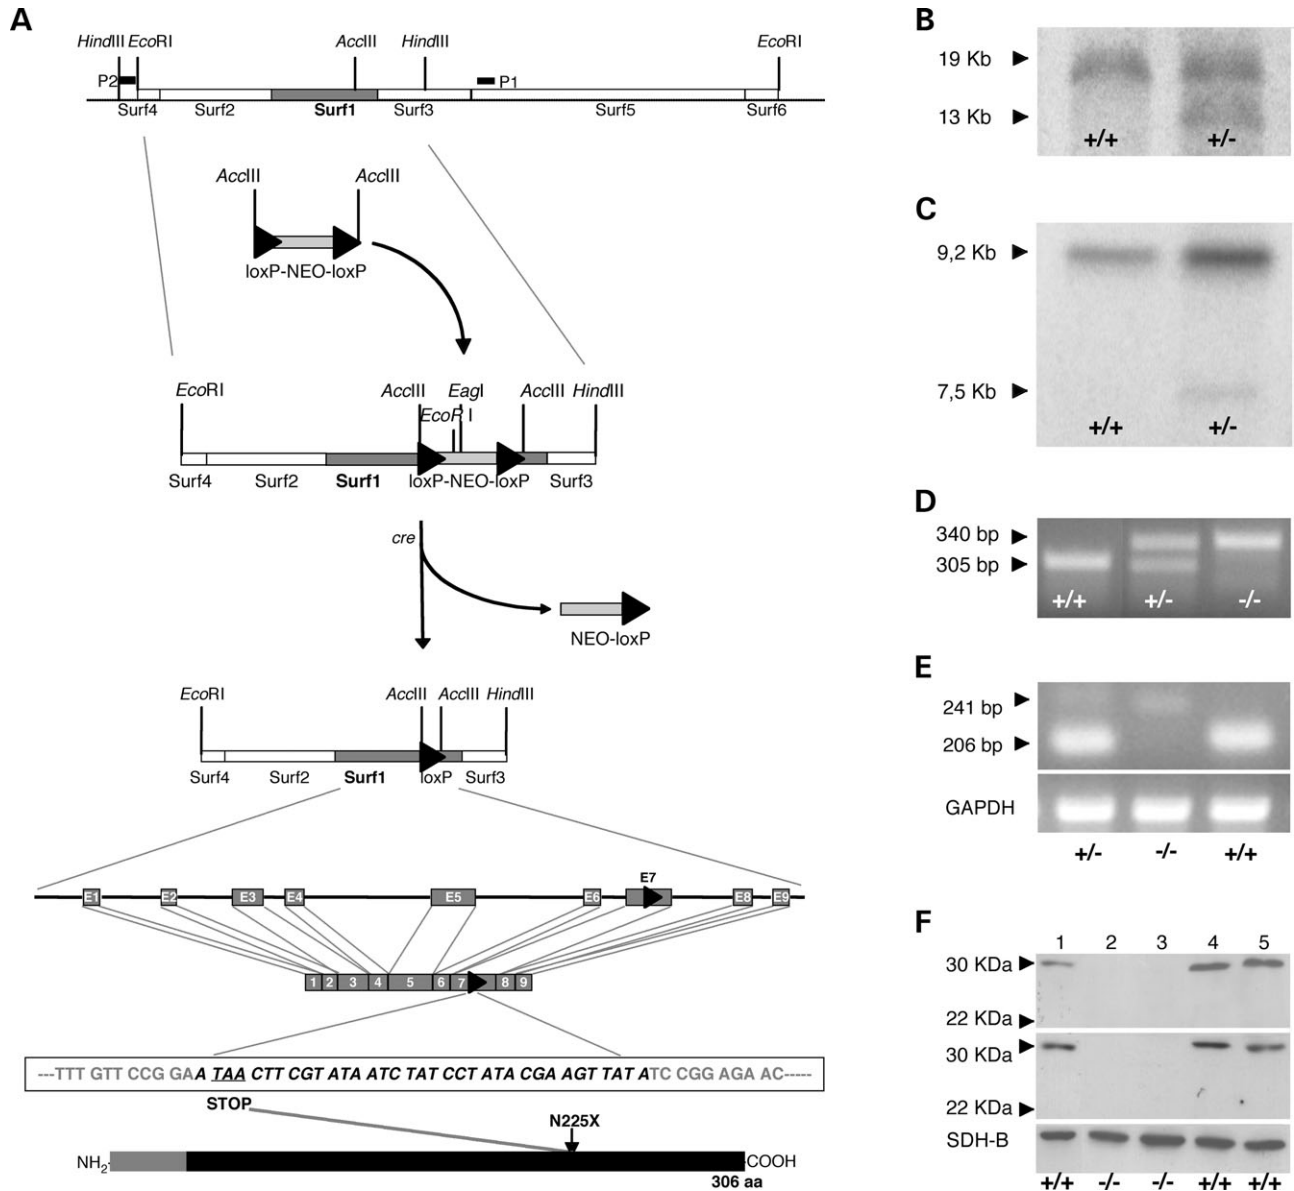 A
HindIII EcoRI AccIII HindIII EcoRI
P2 P1
Surf4 Surf2 Surf1 Surf3 Surf5 Surf6
AccIII AccIII
loxP-NEO-loxP
EcoRI AccIII EagI AccIII HindIII
EcoR I
Surf4 Surf2 Surf1 loxP-NEO-loxP Surf3
cre
NEO-loxP
EcoRI AccIII AccIII HindIII
Surf4 Surf2 Surf1 loxP Surf3
E1 E2 E3 E4 E5 E6 E7 E8 E9
1 2 3 4 5 6 7 8 9
---TTT GTT CCG GAA TAA CTT CGT ATA ATC TAT CCT ATA CGA AGT TAT ATC CGG AGA AC-----
STOP
N225X
NH2 COOH
306 aa
B
19 Kb
13 Kb
+/+ +/-
C
9,2 Kb
7,5 Kb
+/+ +/-
D
340 bp
305 bp
+/+ +/- -/-
E
241 bp
206 bp
GAPDH
+/- -/- +/+
F
1 2 3 4 5
30 KDa
22 KDa
30 KDa
22 KDa
SDH-B
+/+ -/- -/- +/+ +/+